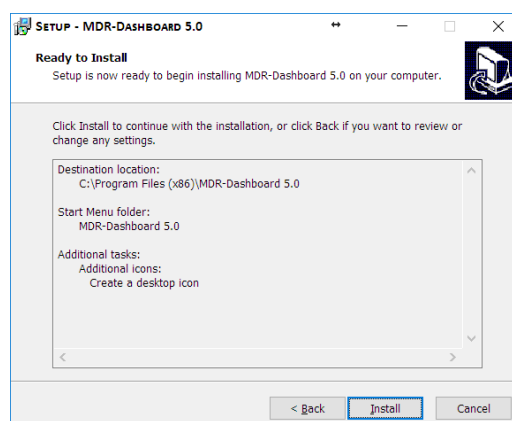 Setup - MDR-Dashboard 5.0
Ready to Install
Setup is now ready to begin installing MDR-Dashboard 5.0 on your computer.
Click Install to continue with the installation, or click Back if you want to review or
change any settings.
Destination location:
C:\Program Files (x86)\MDR-Dashboard 5.0
Start Menu folder:
MDR-Dashboard 5.0
Additional tasks:
Additional icons:
Create a desktop icon
< Back
Install
Cancel